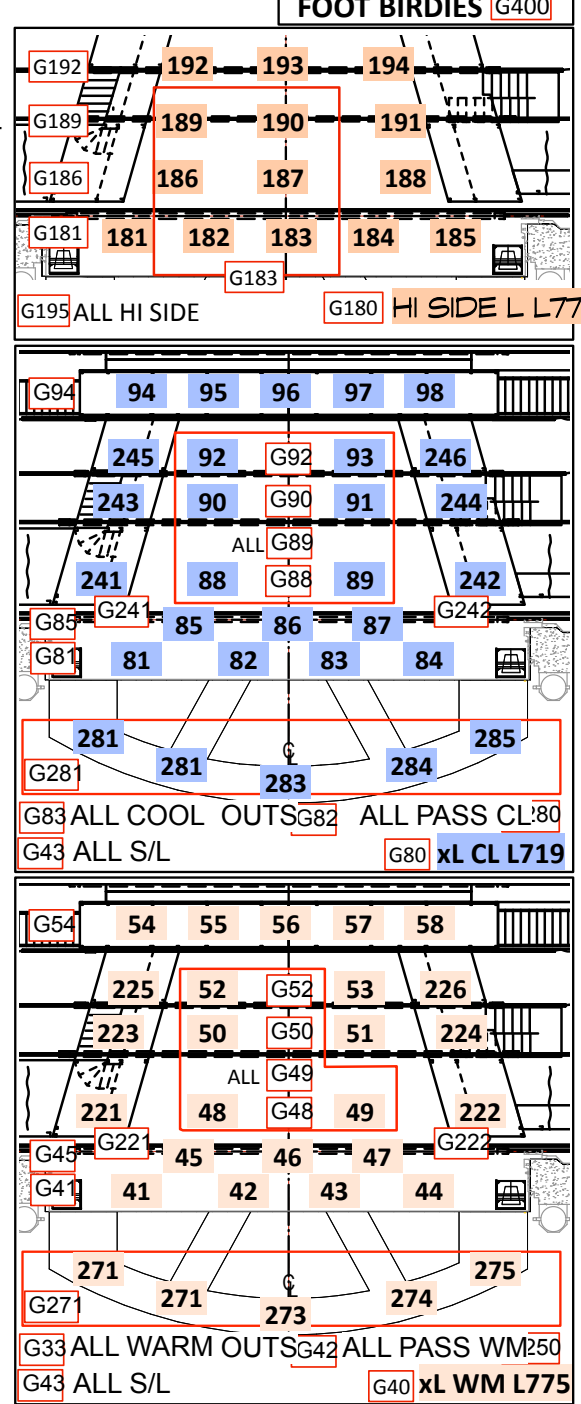 FOOT BIRDIES G400
G192 192 193 194
G189 189 190 191
G186 186 187 188
G181 181 182 183 184 185
G183
G195 ALL HI SIDE G180 HI SIDE L L77
G94 94 95 96 97 98
245 92 G92 93 246
243 90 G90 91 244
ALL G89
241 88 G88 89 242
G241 G242
G85 85 86 87
G81 81 82 83 84
281 285
281 284
G281 283
G83 ALL COOL OUTS G82 ALL PASS CL 280
G43 ALL S/L G80 xL CL L719
G54 54 55 56 57 58
225 52 G52 53 226
223 50 G50 51 224
ALL G49
221 48 G48 49 222
G221 G222
G45 45 46 47
G41 41 42 43 44
271 275
271 274
G271 273
G33 ALL WARM OUTS G42 ALL PASS WM 250
G43 ALL S/L G40 xL WM L775